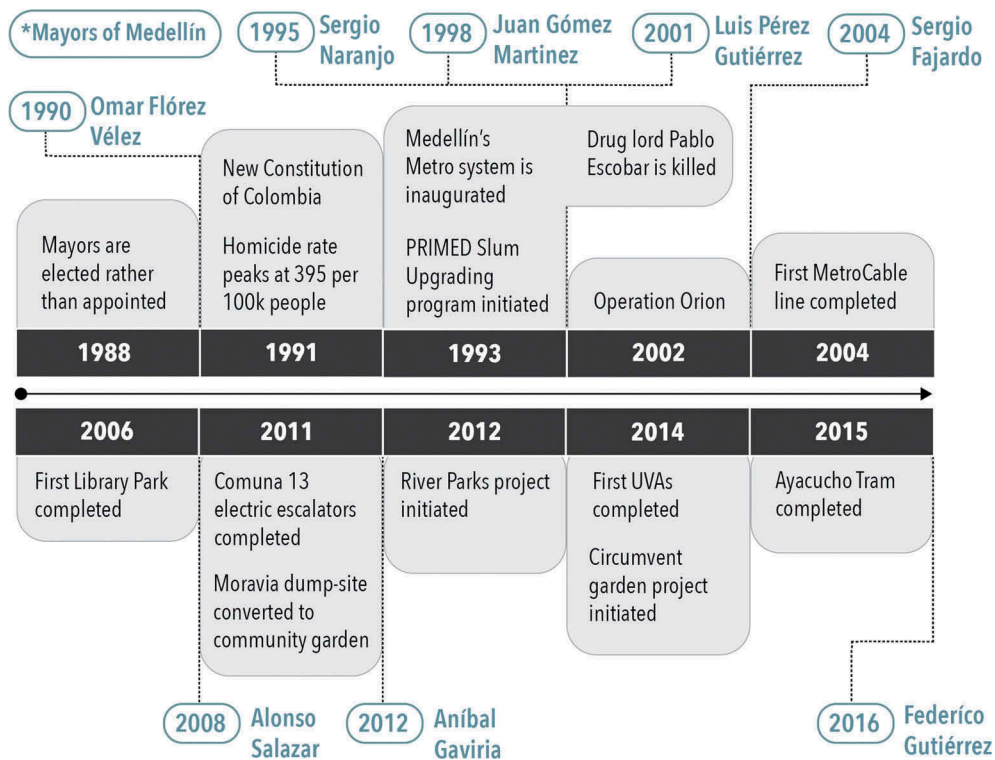 *Mayors of Medellín
1995 Sergio
Naranjo
1998 Juan Gómez
Martinez
2001 Luis Pérez
Gutiérrez
2004 Sergio
Fajardo
1990 Omar Flórez
Vélez
Mayors are
elected rather
than appointed
New Constitution
of Colombia
Homicide rate
peaks at 395 per
100k people
Medellín's
Metro system is
inaugurated
PRIMED Slum
Upgrading
program initiated
Drug lord Pablo
Escobar is killed
Operation Orion
First MetroCable
line completed
1988
1991
1993
2002
2004
2006
2011
2012
2014
2015
First Library Park
completed
Comuna 13
electric escalators
completed
Moravia dump-site
converted to
community garden
River Parks project
initiated
First UVAs
completed
Circumvent
garden project
initiated
Ayacucho Tram
completed
2008 Alonso
Salazar
2012 Aníbal
Gaviria
2016 Federíco
Gutiérrez